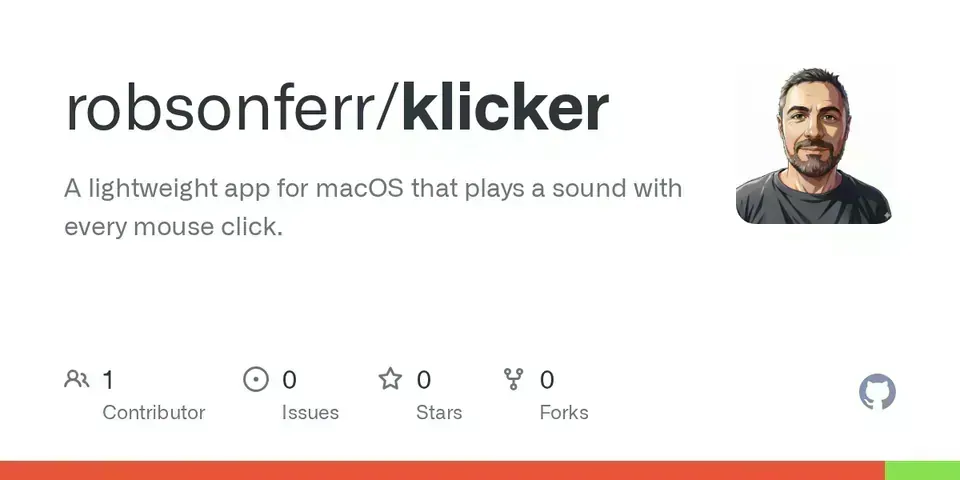 robsonferr/klicker
A lightweight app for macOS that plays a sound with
every mouse click.
1
Contributor
0
Issues
0
Stars
0
Forks